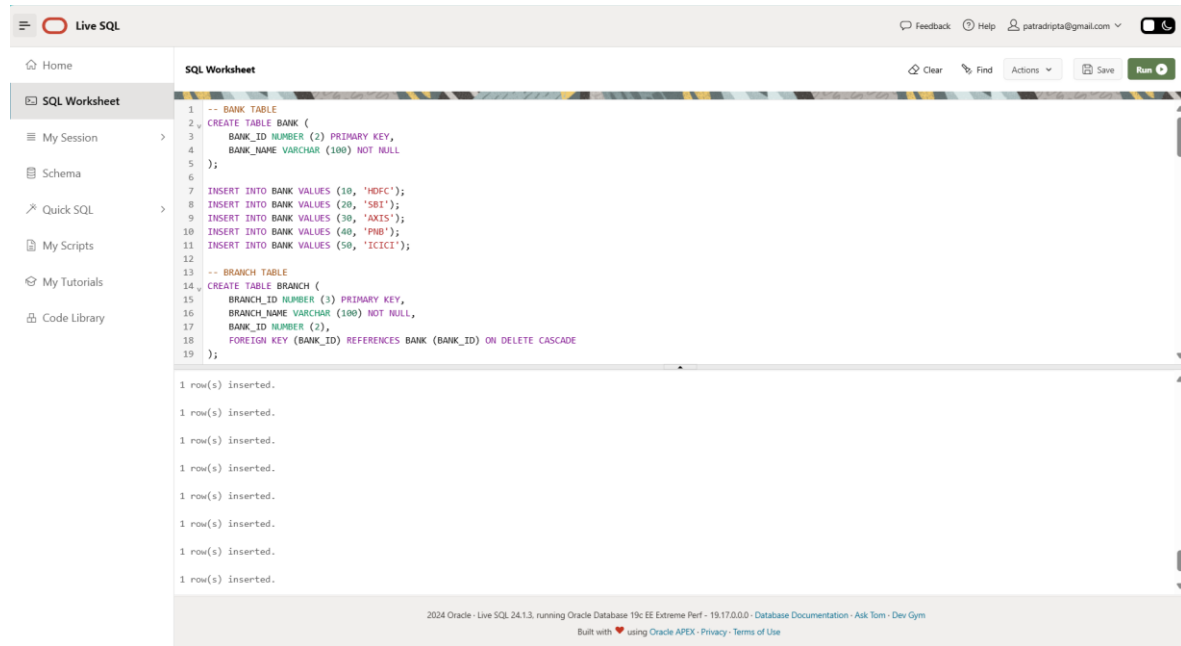 Live SQL
Feedback Help patradripta@gmail.com
Home
SQL Worksheet
My Session
Schema
Quick SQL
My Scripts
My Tutorials
Code Library
SQL Worksheet
Clear Find Actions Save Run
1 -- BANK TABLE
2 CREATE TABLE BANK (
3 BANK_ID NUMBER (2) PRIMARY KEY,
4 BANK_NAME VARCHAR (100) NOT NULL
5 );
6
7 INSERT INTO BANK VALUES (10, 'HDFC');
8 INSERT INTO BANK VALUES (20, 'SBI');
9 INSERT INTO BANK VALUES (30, 'AXIS');
10 INSERT INTO BANK VALUES (40, 'PNB');
11 INSERT INTO BANK VALUES (50, 'ICICI');
12
13 -- BRANCH TABLE
14 CREATE TABLE BRANCH (
15 BRANCH_ID NUMBER (3) PRIMARY KEY,
16 BRANCH_NAME VARCHAR (100) NOT NULL,
17 BANK_ID NUMBER (2),
18 FOREIGN KEY (BANK_ID) REFERENCES BANK (BANK_ID) ON DELETE CASCADE
19 );
1 row(s) inserted.
1 row(s) inserted.
1 row(s) inserted.
1 row(s) inserted.
1 row(s) inserted.
1 row(s) inserted.
1 row(s) inserted.
1 row(s) inserted.
2024 Oracle · Live SQL 24.1.3, running Oracle Database 19c EE Extreme Perf - 19.17.0.0.0 · Database Documentation · Ask Tom · Dev Gym
Built with ❤ using Oracle APEX · Privacy · Terms of Use